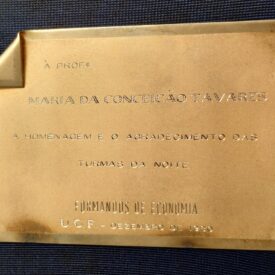 À PROFª
MARIA DA CONCEIÇÃO TAVARES
A HOMENAGEM E O AGRADECIMENTO DAS
TURMAS DA NOITE
FORMANDOS DE ECONOMIA
DEZEMBRO DE